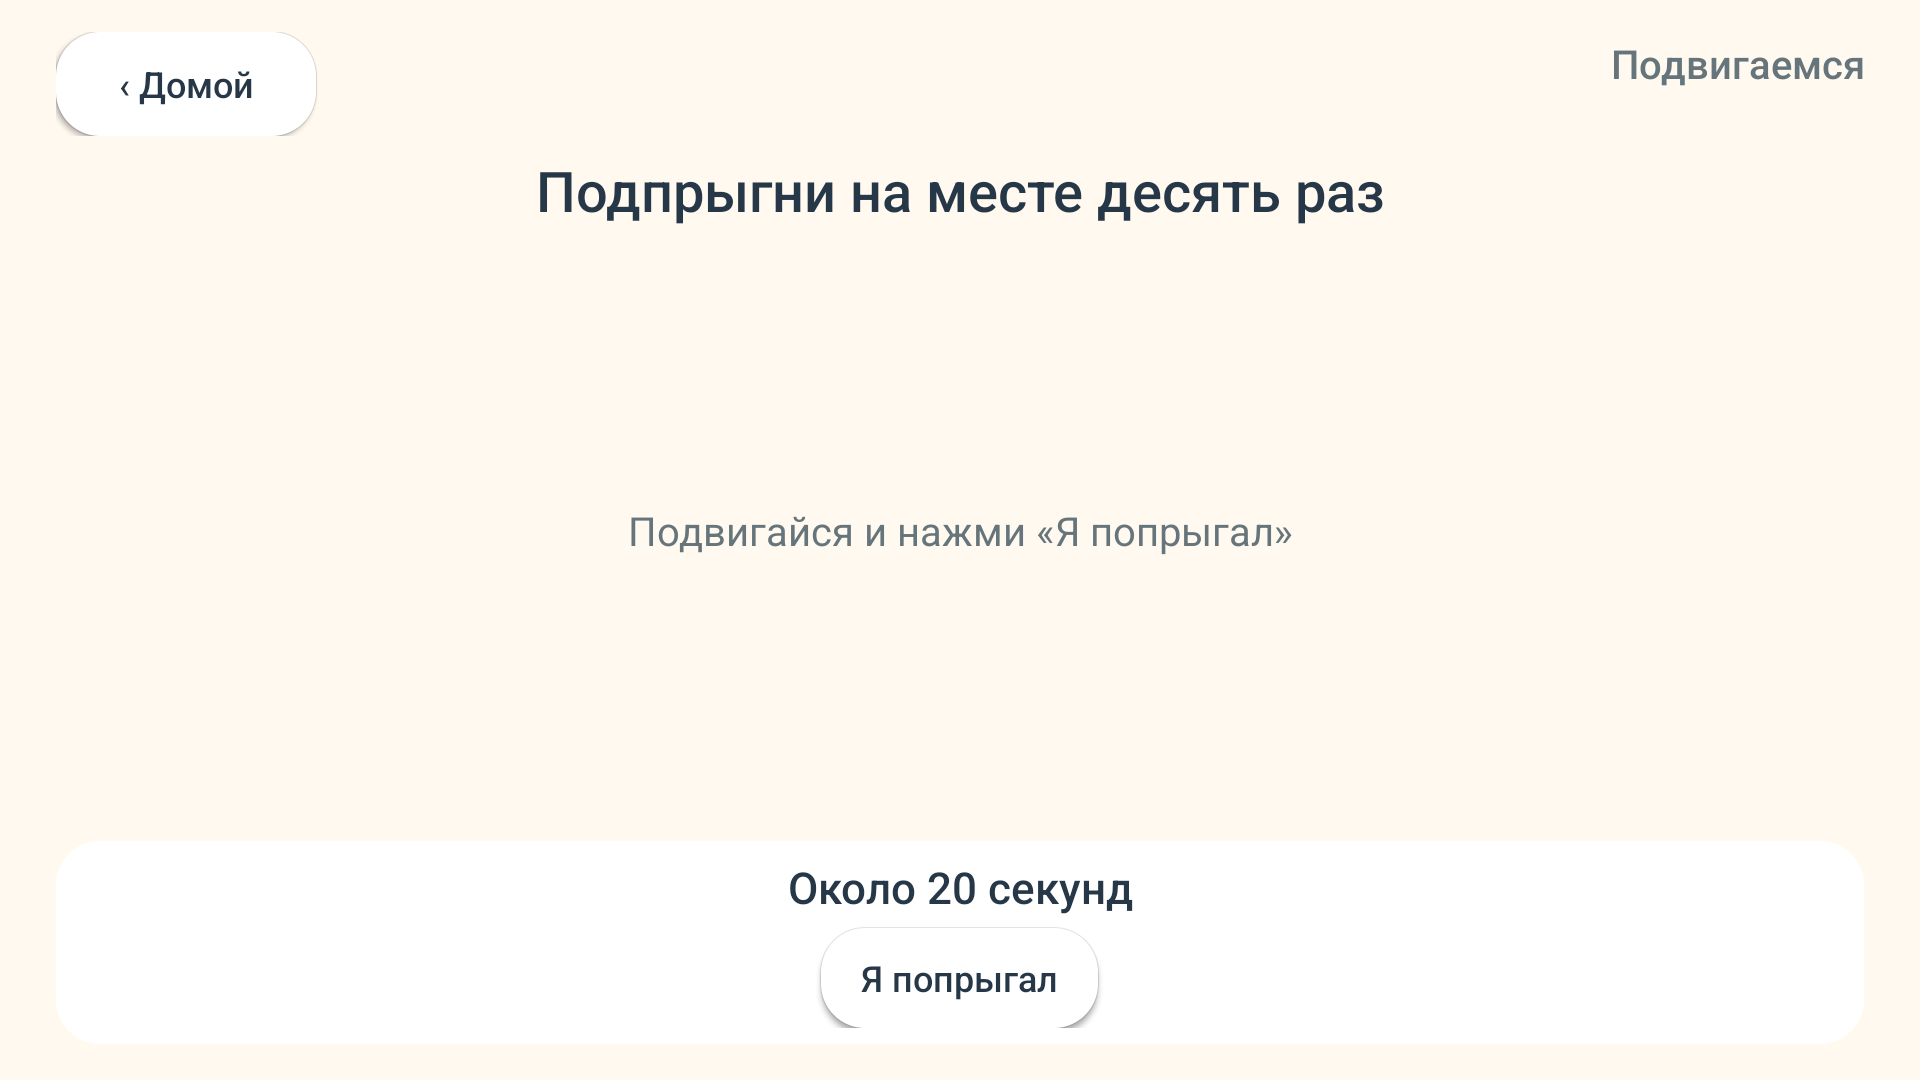 ‹ Домой
Подвигаемся
Подпрыгни на месте десять раз
Подвигайся и нажми «Я попрыгал»
Около 20 секунд
Я попрыгал